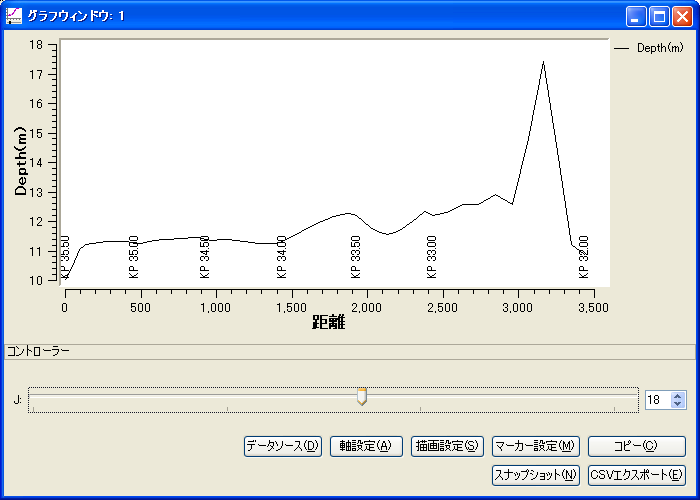 グラフウィンドウ: 1
18
17
16
15
14
13
12
11
10
Depth(m)
Depth(m)
KP 35.50
KP 35.00
KP 34.50
KP 34.00
KP 33.50
KP 33.00
KP 32.00
0
500
1,000
1,500
2,000
2,500
3,000
3,500
距離
コントローラー
J:
18
データソース(D)
軸設定(A)
描画設定(S)
マーカー設定(M)
コピー(C)
スナップショット(N)
CSVエクスポート(E)